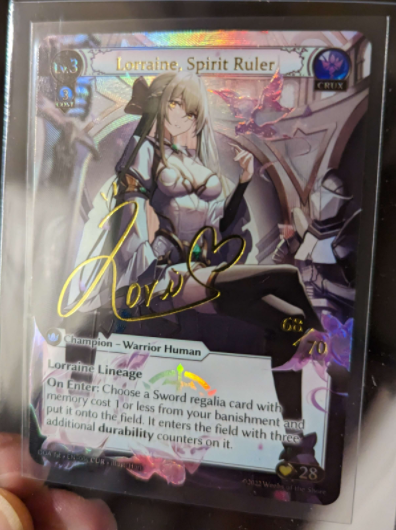 Lv.3
Lorraine, Spirit Ruler
CRUX
COST
68
/70
Champion – Warrior Human
Lorraine Lineage
On Enter: Choose a Sword regalia card with
memory cost 1 or less from your banishment and
put it onto the field. It enters the field with three
additional durability counters on it.
28